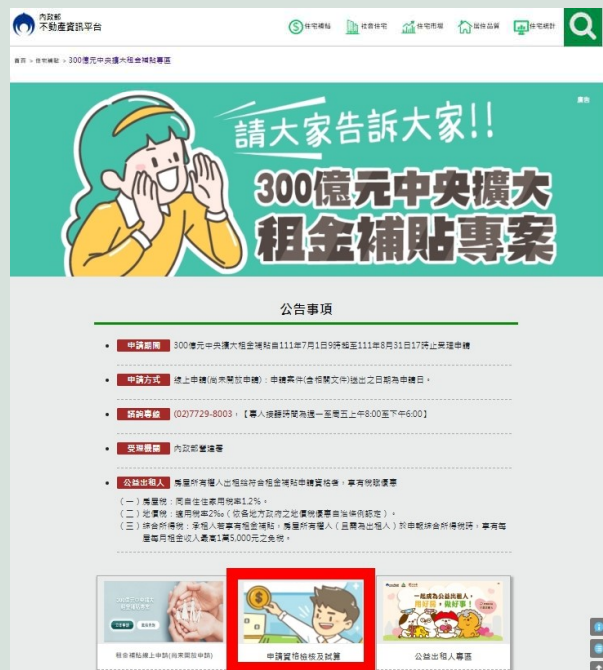 內政部
不動產資訊平台
住宅補貼
社會住宅
住宅市場
居住品質
住宅統計
首頁 > 住宅補貼 > 300億元中央擴大租金補貼專區
廣告
請大家告訴大家!!
300億元中央擴大
租金補貼專案
公告事項
申請期間 300億元中央擴大租金補貼自111年7月1日9時起至111年8月31日17時止受理申請
申請方式 線上申請(尚未開放申請)：申請案件(含相關文件)送出之日期為申請日。
諮詢專線 (02)7729-8003，【專人接聽時間為週一至周五上午8:00至下午6:00】
受理機關 內政部營建署
公益出租人 房屋所有權人出租給符合租金補貼申請資格者，享有稅賦優惠
（一）房屋稅：同自住住家用稅率1.2%。
（二）地價稅：適用稅率2‰（依各地方政府之地價稅優惠自治條例認定）。
（三）綜合所得稅：承租人若享有租金補貼，房屋所有權人（且需為出租人）於申報綜合所得稅時，享有每
屋每月租金收入最高1萬5,000元之免稅。
一起成為公益出租人，
用好屋，做好事！
租金補貼線上申請(尚未開放申請)
申請資格檢核及試算
公益出租人專區